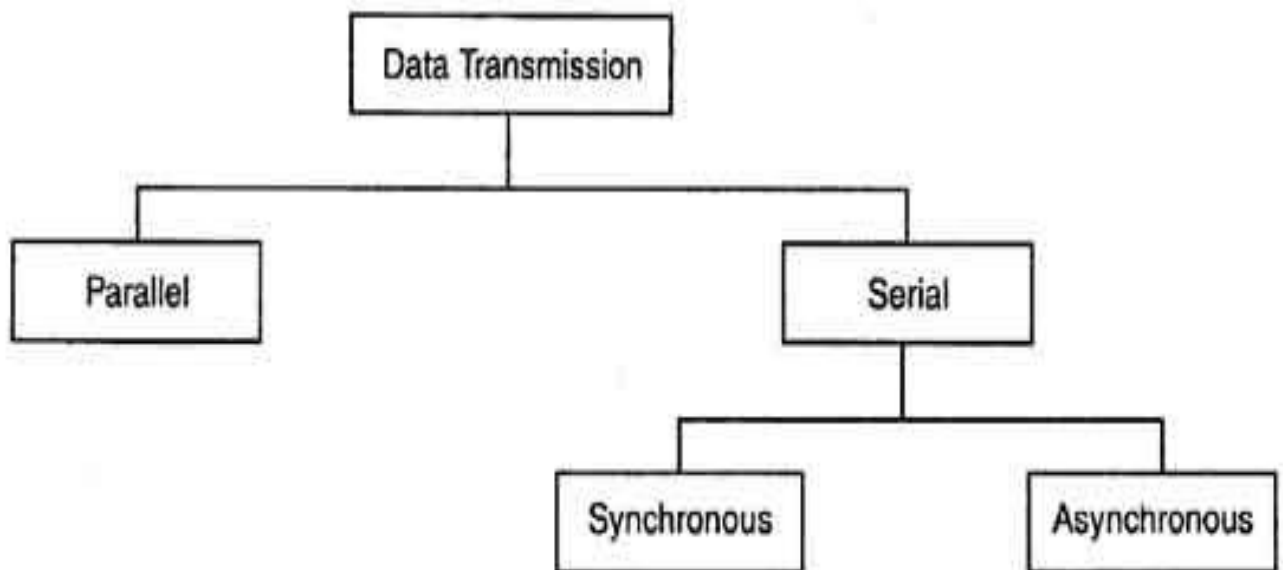 Data Transmission
Parallel
Serial
Synchronous
Asynchronous